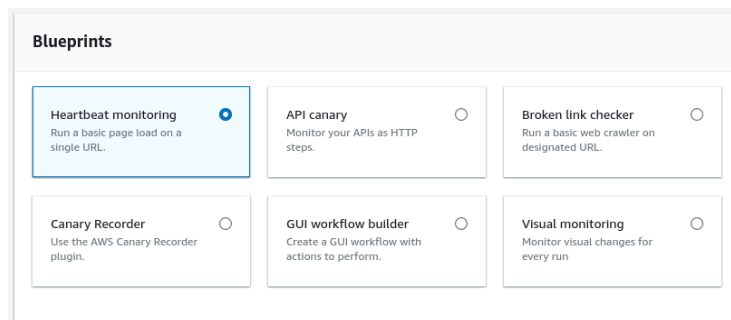 Blueprints
Heartbeat monitoring
Run a basic page load on a
single URL.
API canary
Monitor your APIs as HTTP
steps.
Broken link checker
Run a basic web crawler on
designated URL.
Canary Recorder
Use the AWS Canary Recorder
plugin.
GUI workflow builder
Create a GUI workflow with
actions to perform.
Visual monitoring
Monitor visual changes for
every run